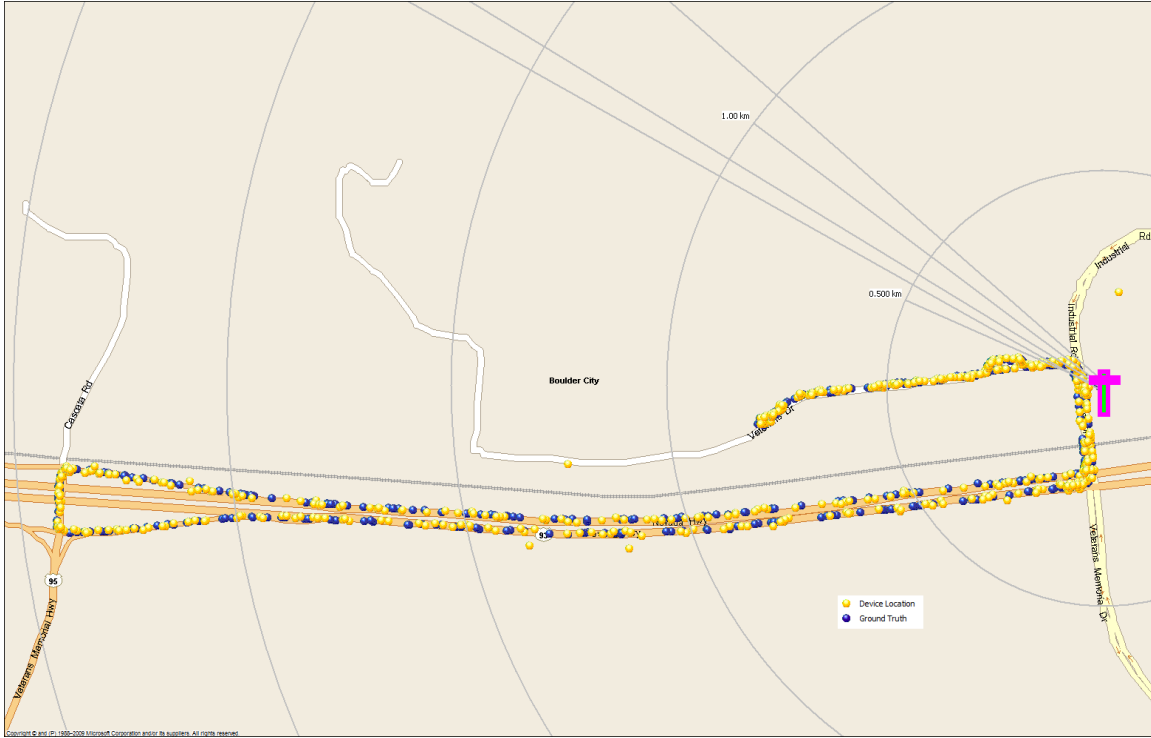 1.00 km
Rd
Industrial
0.500 km
Industrial Rd
Boulder City
Cascata Rd
Veterans Dr
Nevada Hwy
93
95
Veterans Memorial Hwy
Veterans Memorial Dr
Device Location
Ground Truth
Copyright © and (P) 1988–2009 Microsoft Corporation and/or its suppliers. All rights reserved.